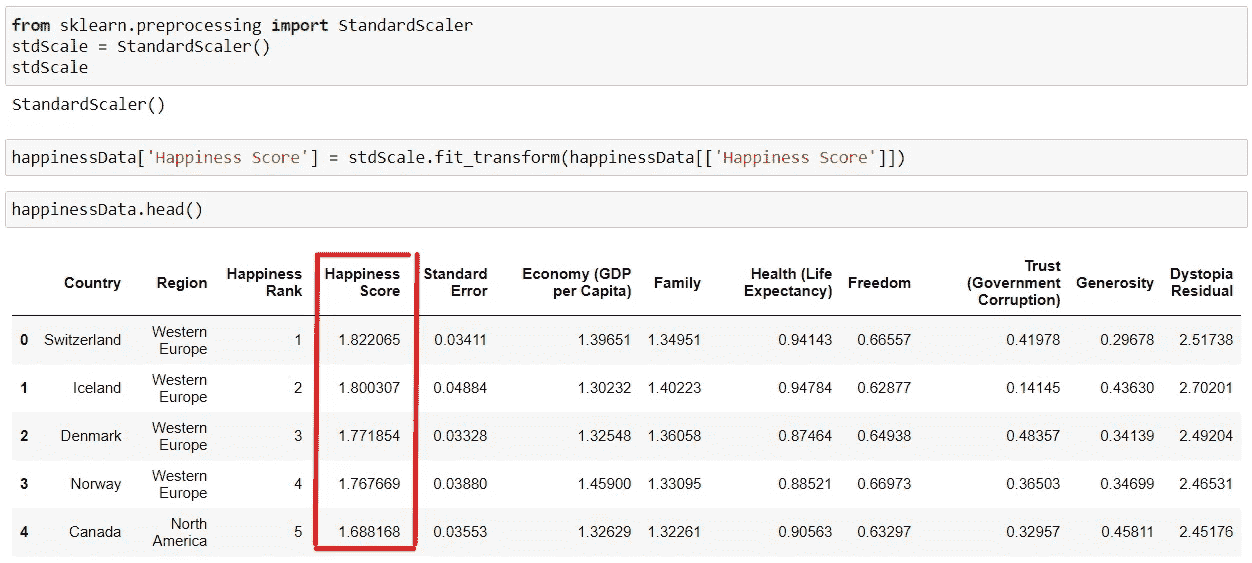 from sklearn.preprocessing import StandardScaler
stdScale = StandardScaler()
stdScale
StandardScaler()
happinessData['Happiness Score'] = stdScale.fit_transform(happinessData[['Happiness Score']])
happinessData.head()
Country Region Happiness Rank Happiness Score Standard Error Economy (GDP per Capita) Family Health (Life Expectancy) Freedom Trust (Government Corruption) Generosity Dystopia Residual
0 Switzerland Western Europe 1 1.822065 0.03411 1.39651 1.34951 0.94143 0.66557 0.41978 0.29678 2.51738
1 Iceland Western Europe 2 1.800307 0.04884 1.30232 1.40223 0.94784 0.62877 0.14145 0.43630 2.70201
2 Denmark Western Europe 3 1.771854 0.03328 1.32548 1.36058 0.87464 0.64938 0.48357 0.34139 2.49204
3 Norway Western Europe 4 1.767669 0.03880 1.45900 1.33095 0.88521 0.66973 0.36503 0.34699 2.46531
4 Canada North America 5 1.688168 0.03553 1.32629 1.32261 0.90563 0.63297 0.32957 0.45811 2.45176